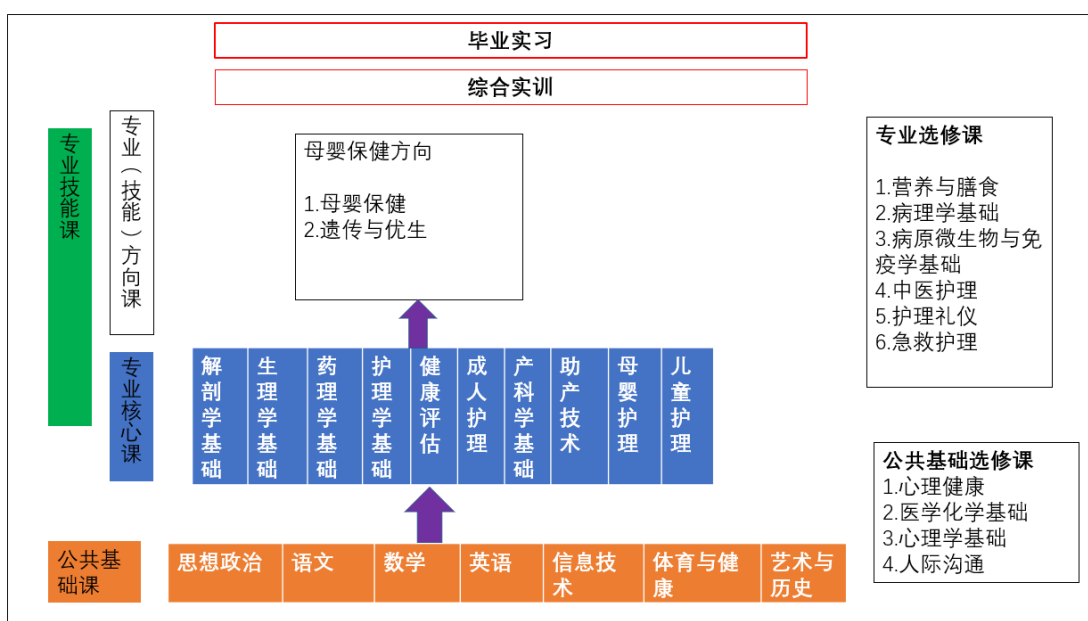 毕业实习
综合实训
专业技能课
专业（技能）方向课
母婴保健方向
1.母婴保健
2.遗传与优生
专业核心课
解剖学基础
生理学基础
药理学基础
护理学基础
健康评估
成人护理
产科学基础
助产技术
母婴护理
儿童护理
公共基
础课
思想政治
语文
数学
英语
信息技
术
体育与健
康
艺术与
历史
专业选修课
1.营养与膳食
2.病理学基础
3.病原微生物与免
疫学基础
4.中医护理
5.护理礼仪
6.急救护理
公共基础选修课
1.心理健康
2.医学化学基础
3.心理学基础
4.人际沟通